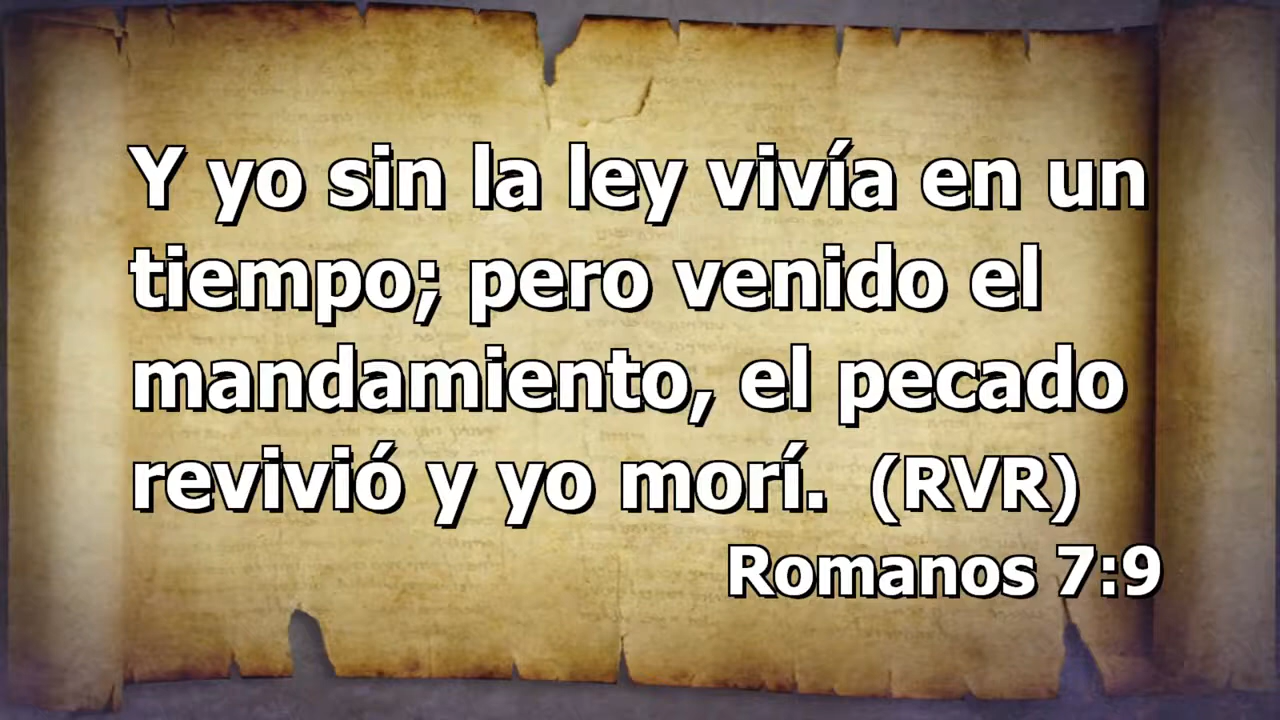 Y yo sin la ley vivía en un
tiempo; pero venido el
mandamiento, el pecado
revivió y yo morí. (RVR)
Romanos 7:9